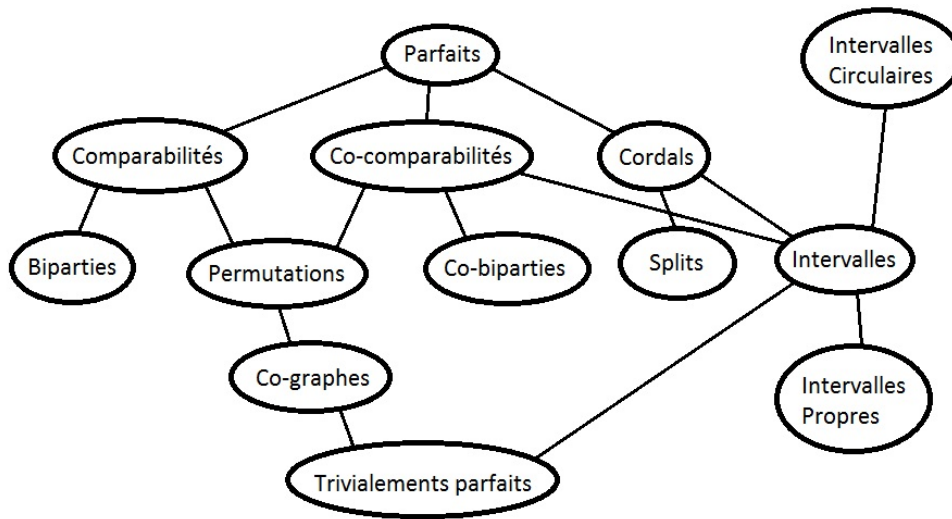 Parfaits
Intervalles
Circulaires
Comparabilités
Co-comparabilités
Cordals
Biparties
Permutations
Co-biparties
Splits
Intervalles
Co-graphes
Intervalles
Propres
Trivialements parfaits